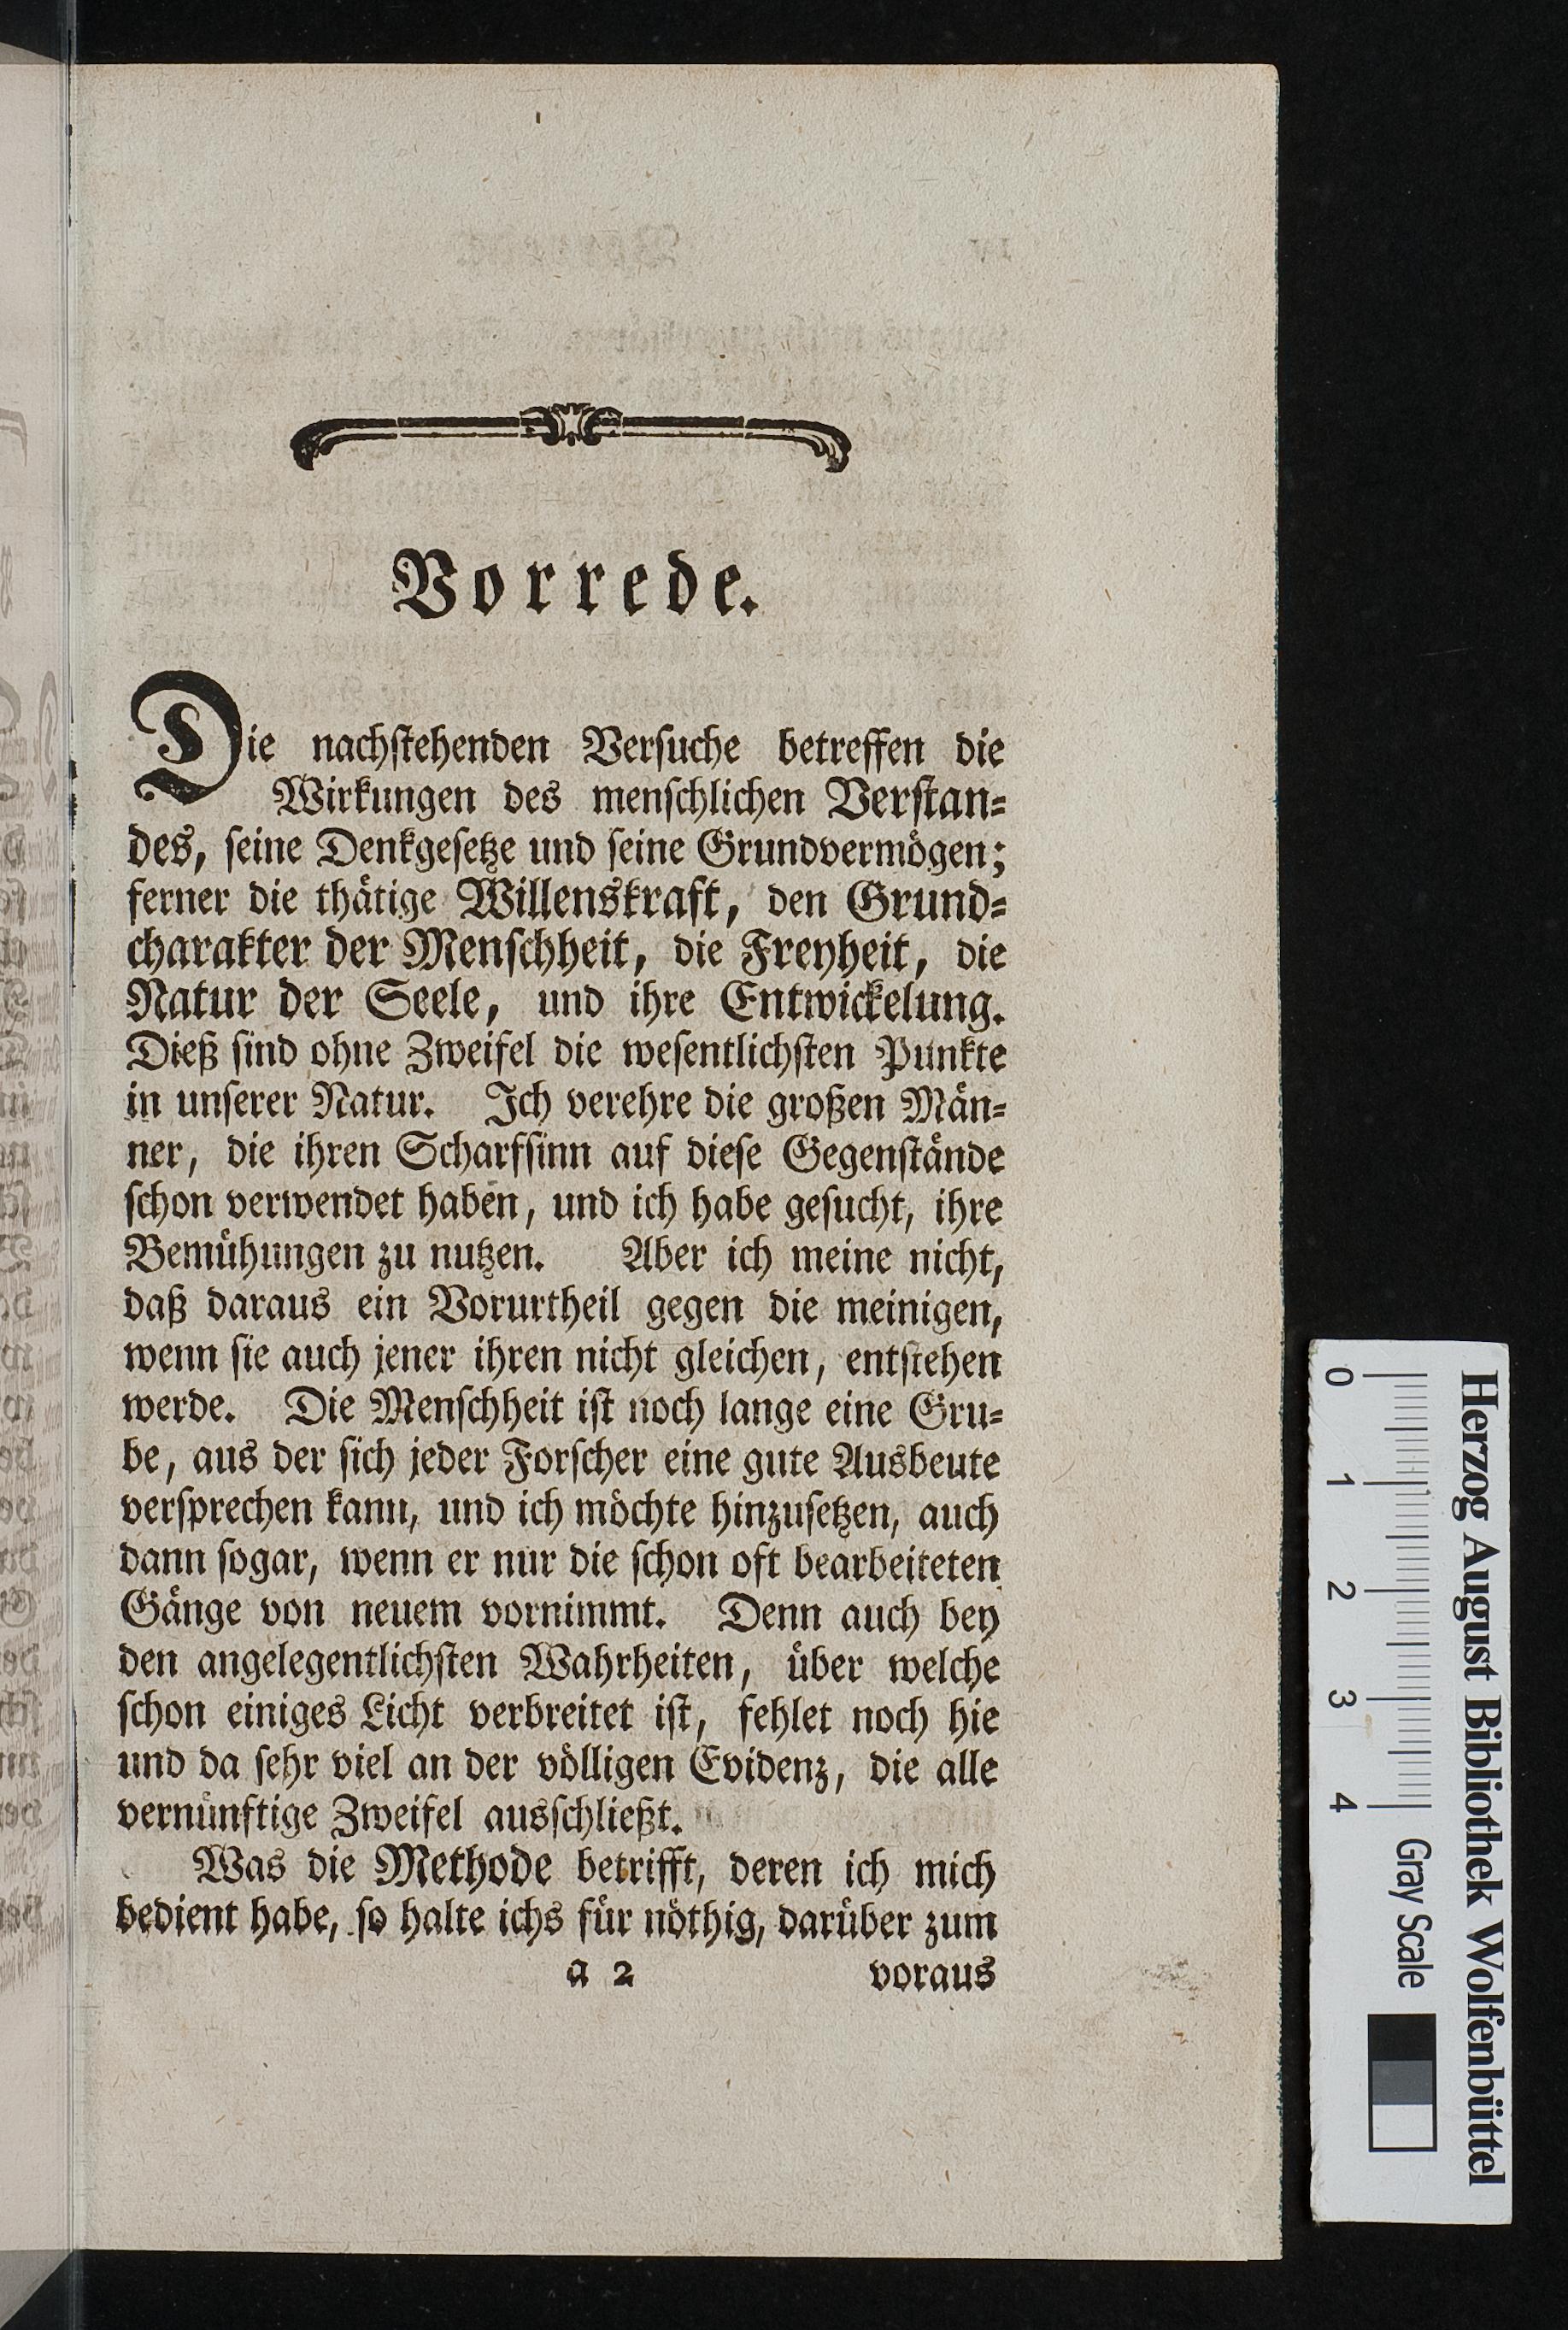 Vorrede.
Die nachſtehenden Verſuche betreffen die
Wirkungen des menſchlichen Verſtan⸗
des, ſeine Denkgeſetze und ſeine Grundvermögen;
ferner die thätige Willenskraft, den Grund⸗
charakter der Menſchheit, die Freyheit, die
Natur der Seele, und ihre Entwickelung.
Dieß ſind ohne Zweifel die weſentlichſten Punkte
in unſerer Natur. Ich verehre die großen Män⸗
ner, die ihren Scharfſinn auf dieſe Gegenſtände
ſchon verwendet haben, und ich habe geſucht, ihre
Bemühungen zu nutzen. Aber ich meine nicht,
daß daraus ein Vorurtheil gegen die meinigen,
wenn ſie auch jener ihren nicht gleichen, entſtehen
werde. Die Menſchheit iſt noch lange eine Gru⸗
be, aus der ſich jeder Forſcher eine gute Ausbeute
verſprechen kann, und ich möchte hinzuſetzen, auch
dann ſogar, wenn er nur die ſchon oft bearbeiteten
Gänge von neuem vornimmt. Denn auch bey
den angelegentlichſten Wahrheiten, über welche
ſchon einiges Licht verbreitet iſt, fehlet noch hie
und da ſehr viel an der völligen Evidenz, die alle
vernünftige Zweifel ausſchließt.
Was die Methode betrifft, deren ich mich
bedient habe, ſo halte ichs für nöthig, darüber zum
a 2 voraus
Herzog August Bibliothek Wolfenbüttel
0 1 2 3 4 Gray Scale